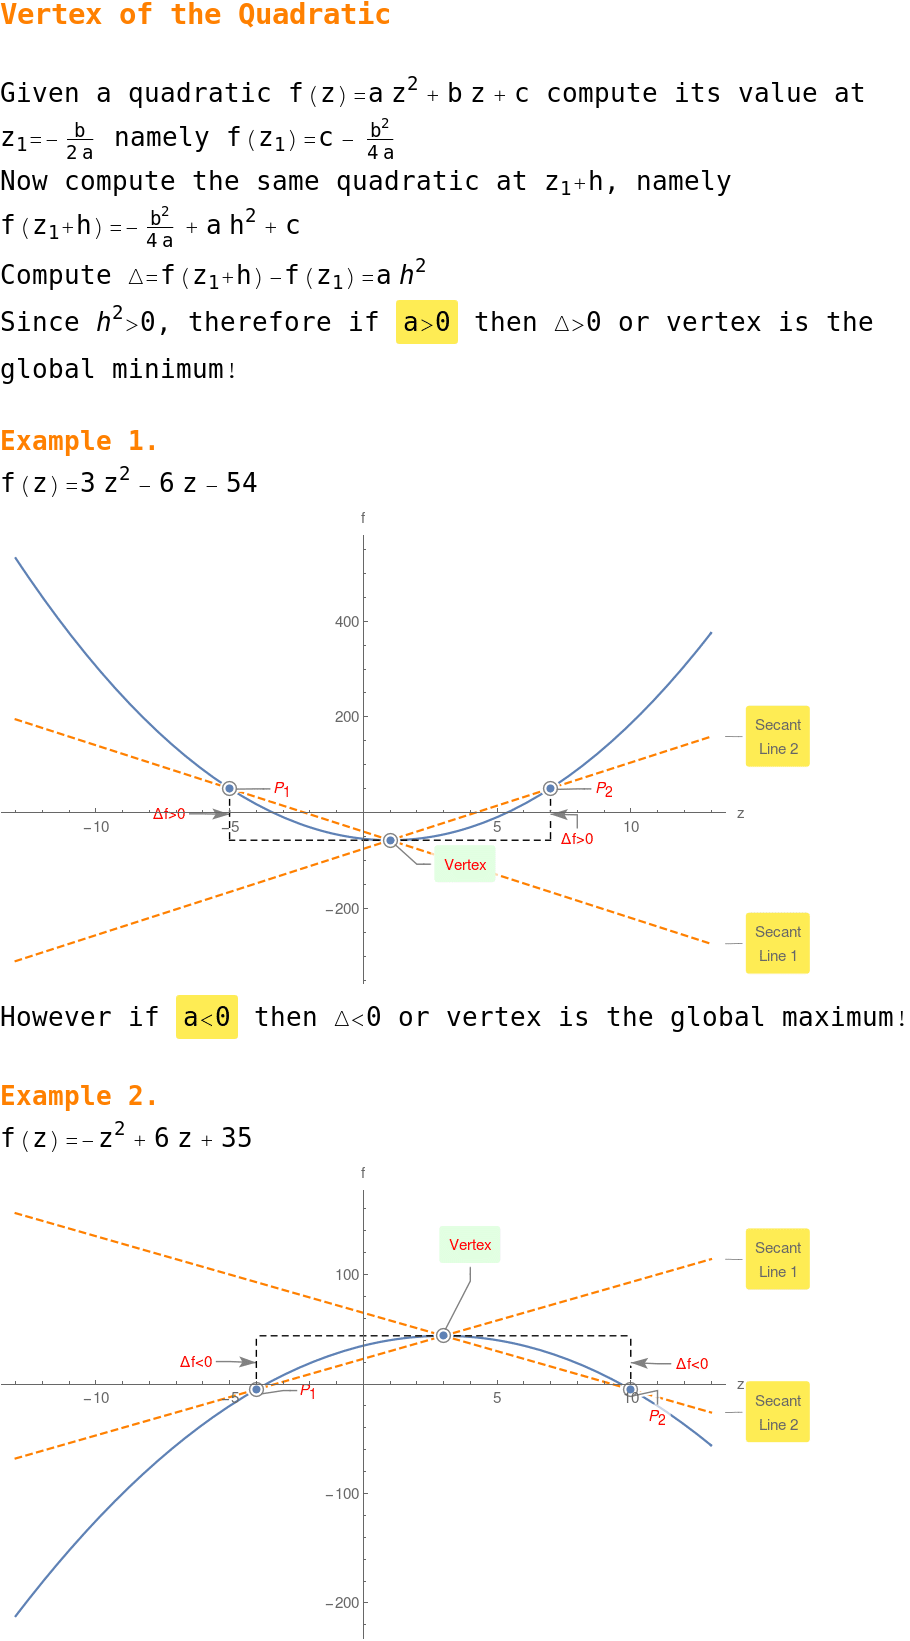 Vertex of the Quadratic
Given a quadratic f(z)=a z² + b z + c compute its value at
z₁=− b/2 a namely f(z₁)=c − b²/4 a
Now compute the same quadratic at z₁+h, namely
f(z₁+h)=− b²/4 a + a h² + c
Compute Δ=f(z₁+h)−f(z₁)=a h²
Since h²>0, therefore if a>0 then Δ>0 or vertex is the
global minimum!
Example 1.
f(z)=3 z² − 6 z − 54
f
400
200
Secant
Line 2
P₁
P₂
Δf>0
−10
−5
5
10
z
Δf>0
Vertex
−200
Secant
Line 1
However if a<0 then Δ<0 or vertex is the global maximum!
Example 2.
f(z)=−z² + 6 z + 35
f
Vertex
Secant
Line 1
100
Δf<0
Δf<0
z
−10
−5
P₁
5
10
P₂
Secant
Line 2
−100
−200